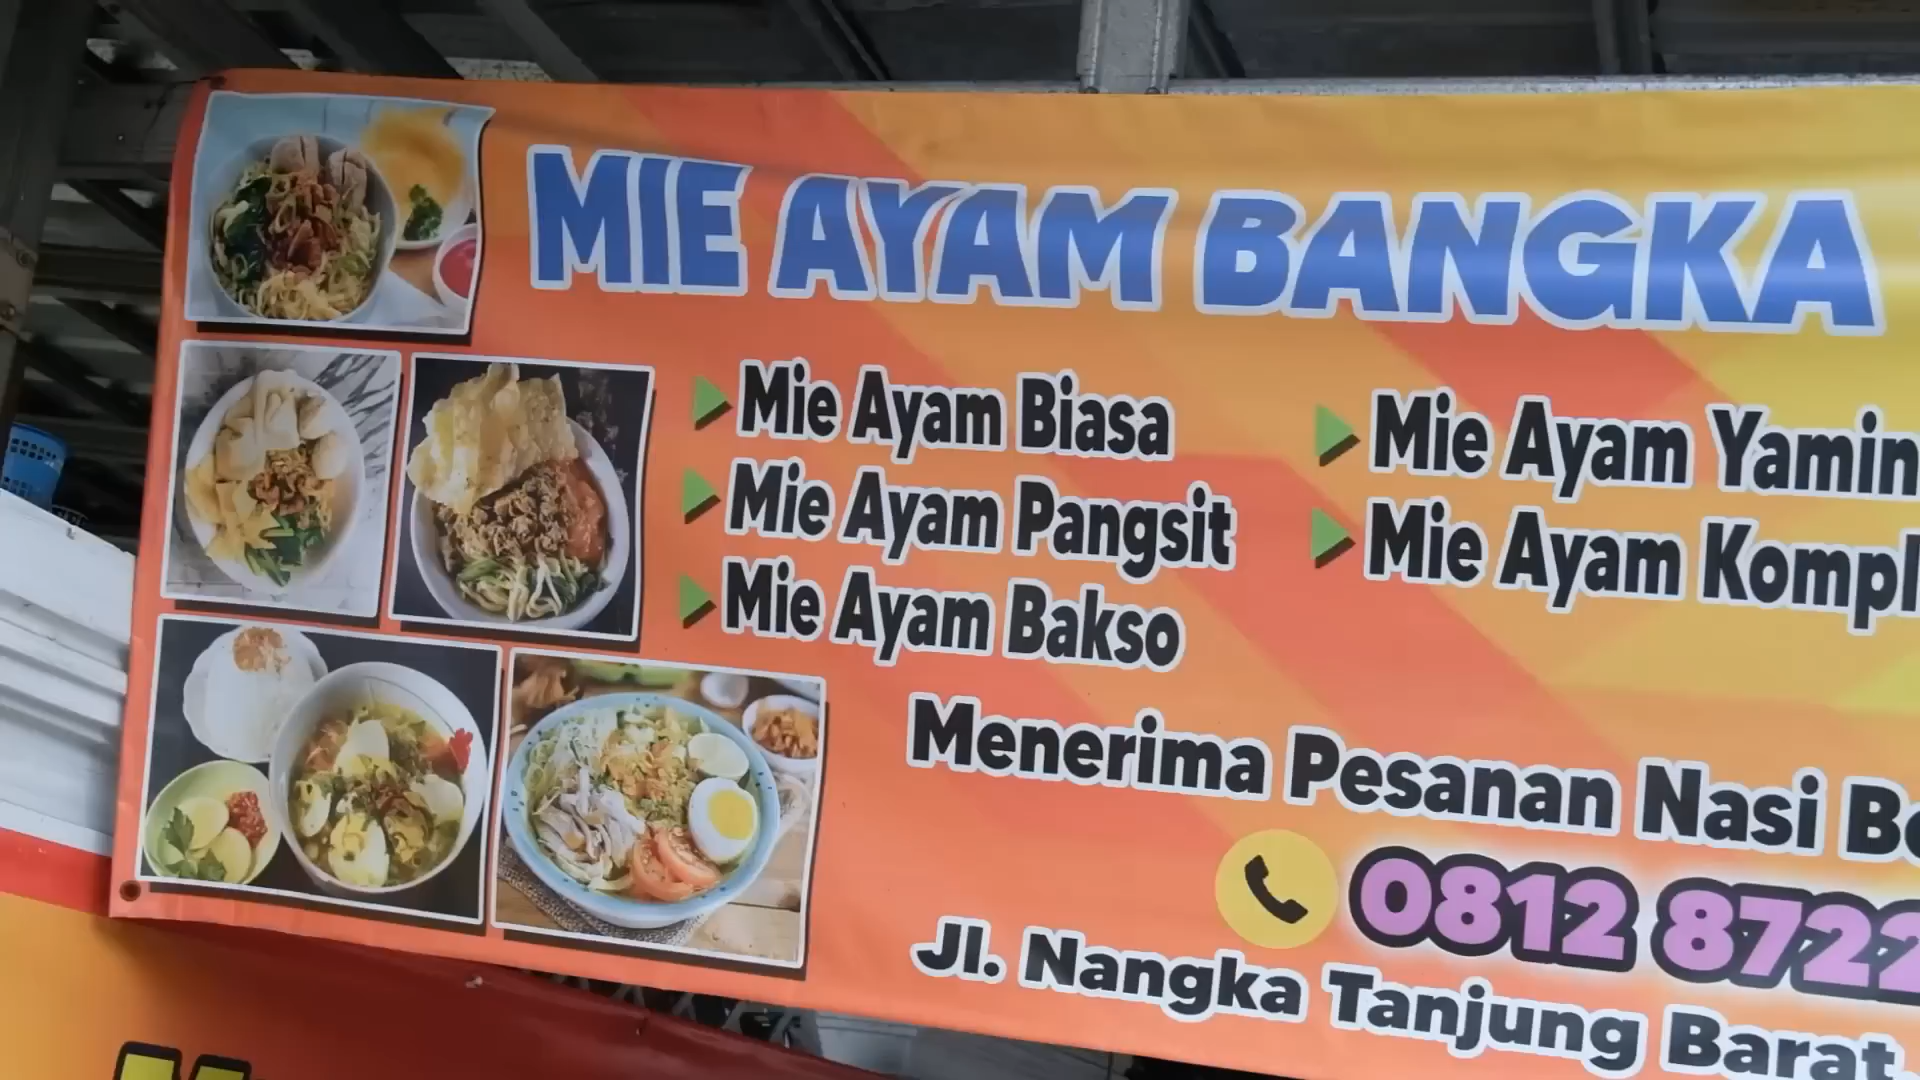 MIE AYAM BANGKA
Mie Ayam Biasa
Mie Ayam Pangsit
Mie Ayam Bakso
Mie Ayam Yamin
Mie Ayam Kompl
Menerima Pesanan Nasi
0812 8722
Jl. Nangka Tanjung Barat